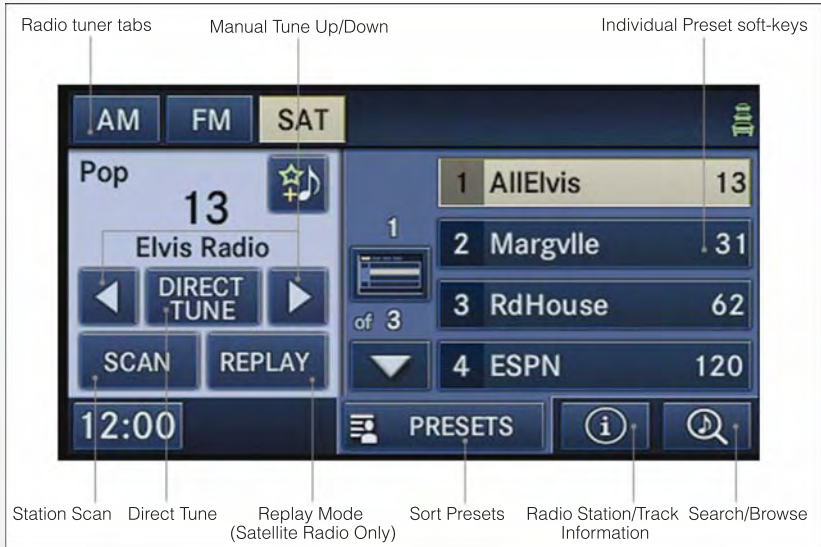 Radio tuner tabs
Manual Tune Up/Down
Individual Preset soft-keys
AM
FM
SAT
Pop
13
Elvis Radio
DIRECT
TUNE
SCAN
REPLAY
12:00
1
of 3
1 AllElvis 13
2 Margvlle 31
3 RdHouse 62
4 ESPN 120
PRESETS
i
Station Scan
Direct Tune
Replay Mode
(Satellite Radio Only)
Sort Presets
Radio Station/Track
Information
Search/Browse